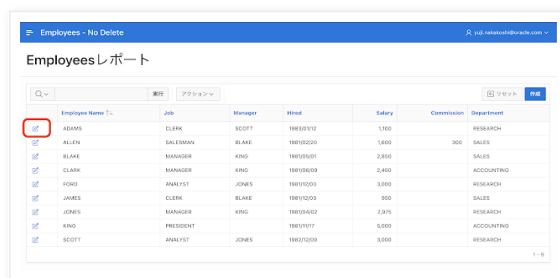 Employees - No Delete
yuji.nakakoshi@oracle.com
Employeesレポート
実行 アクション リセット 作成
Employee Name Job Manager Hired Salary Commission Department
ADAMS CLERK SCOTT 1983/01/12 1,100 RESEARCH
ALLEN SALESMAN BLAKE 1981/02/20 1,600 300 SALES
BLAKE MANAGER KING 1981/05/01 2,850 SALES
CLARK MANAGER KING 1981/06/09 2,450 ACCOUNTING
FORD ANALYST JONES 1981/12/03 3,000 RESEARCH
JAMES CLERK BLAKE 1981/12/03 950 SALES
JONES MANAGER KING 1981/04/02 2,975 RESEARCH
KING PRESIDENT 1981/11/17 5,000 ACCOUNTING
SCOTT ANALYST JONES 1982/12/09 3,000 RESEARCH
1 - 9